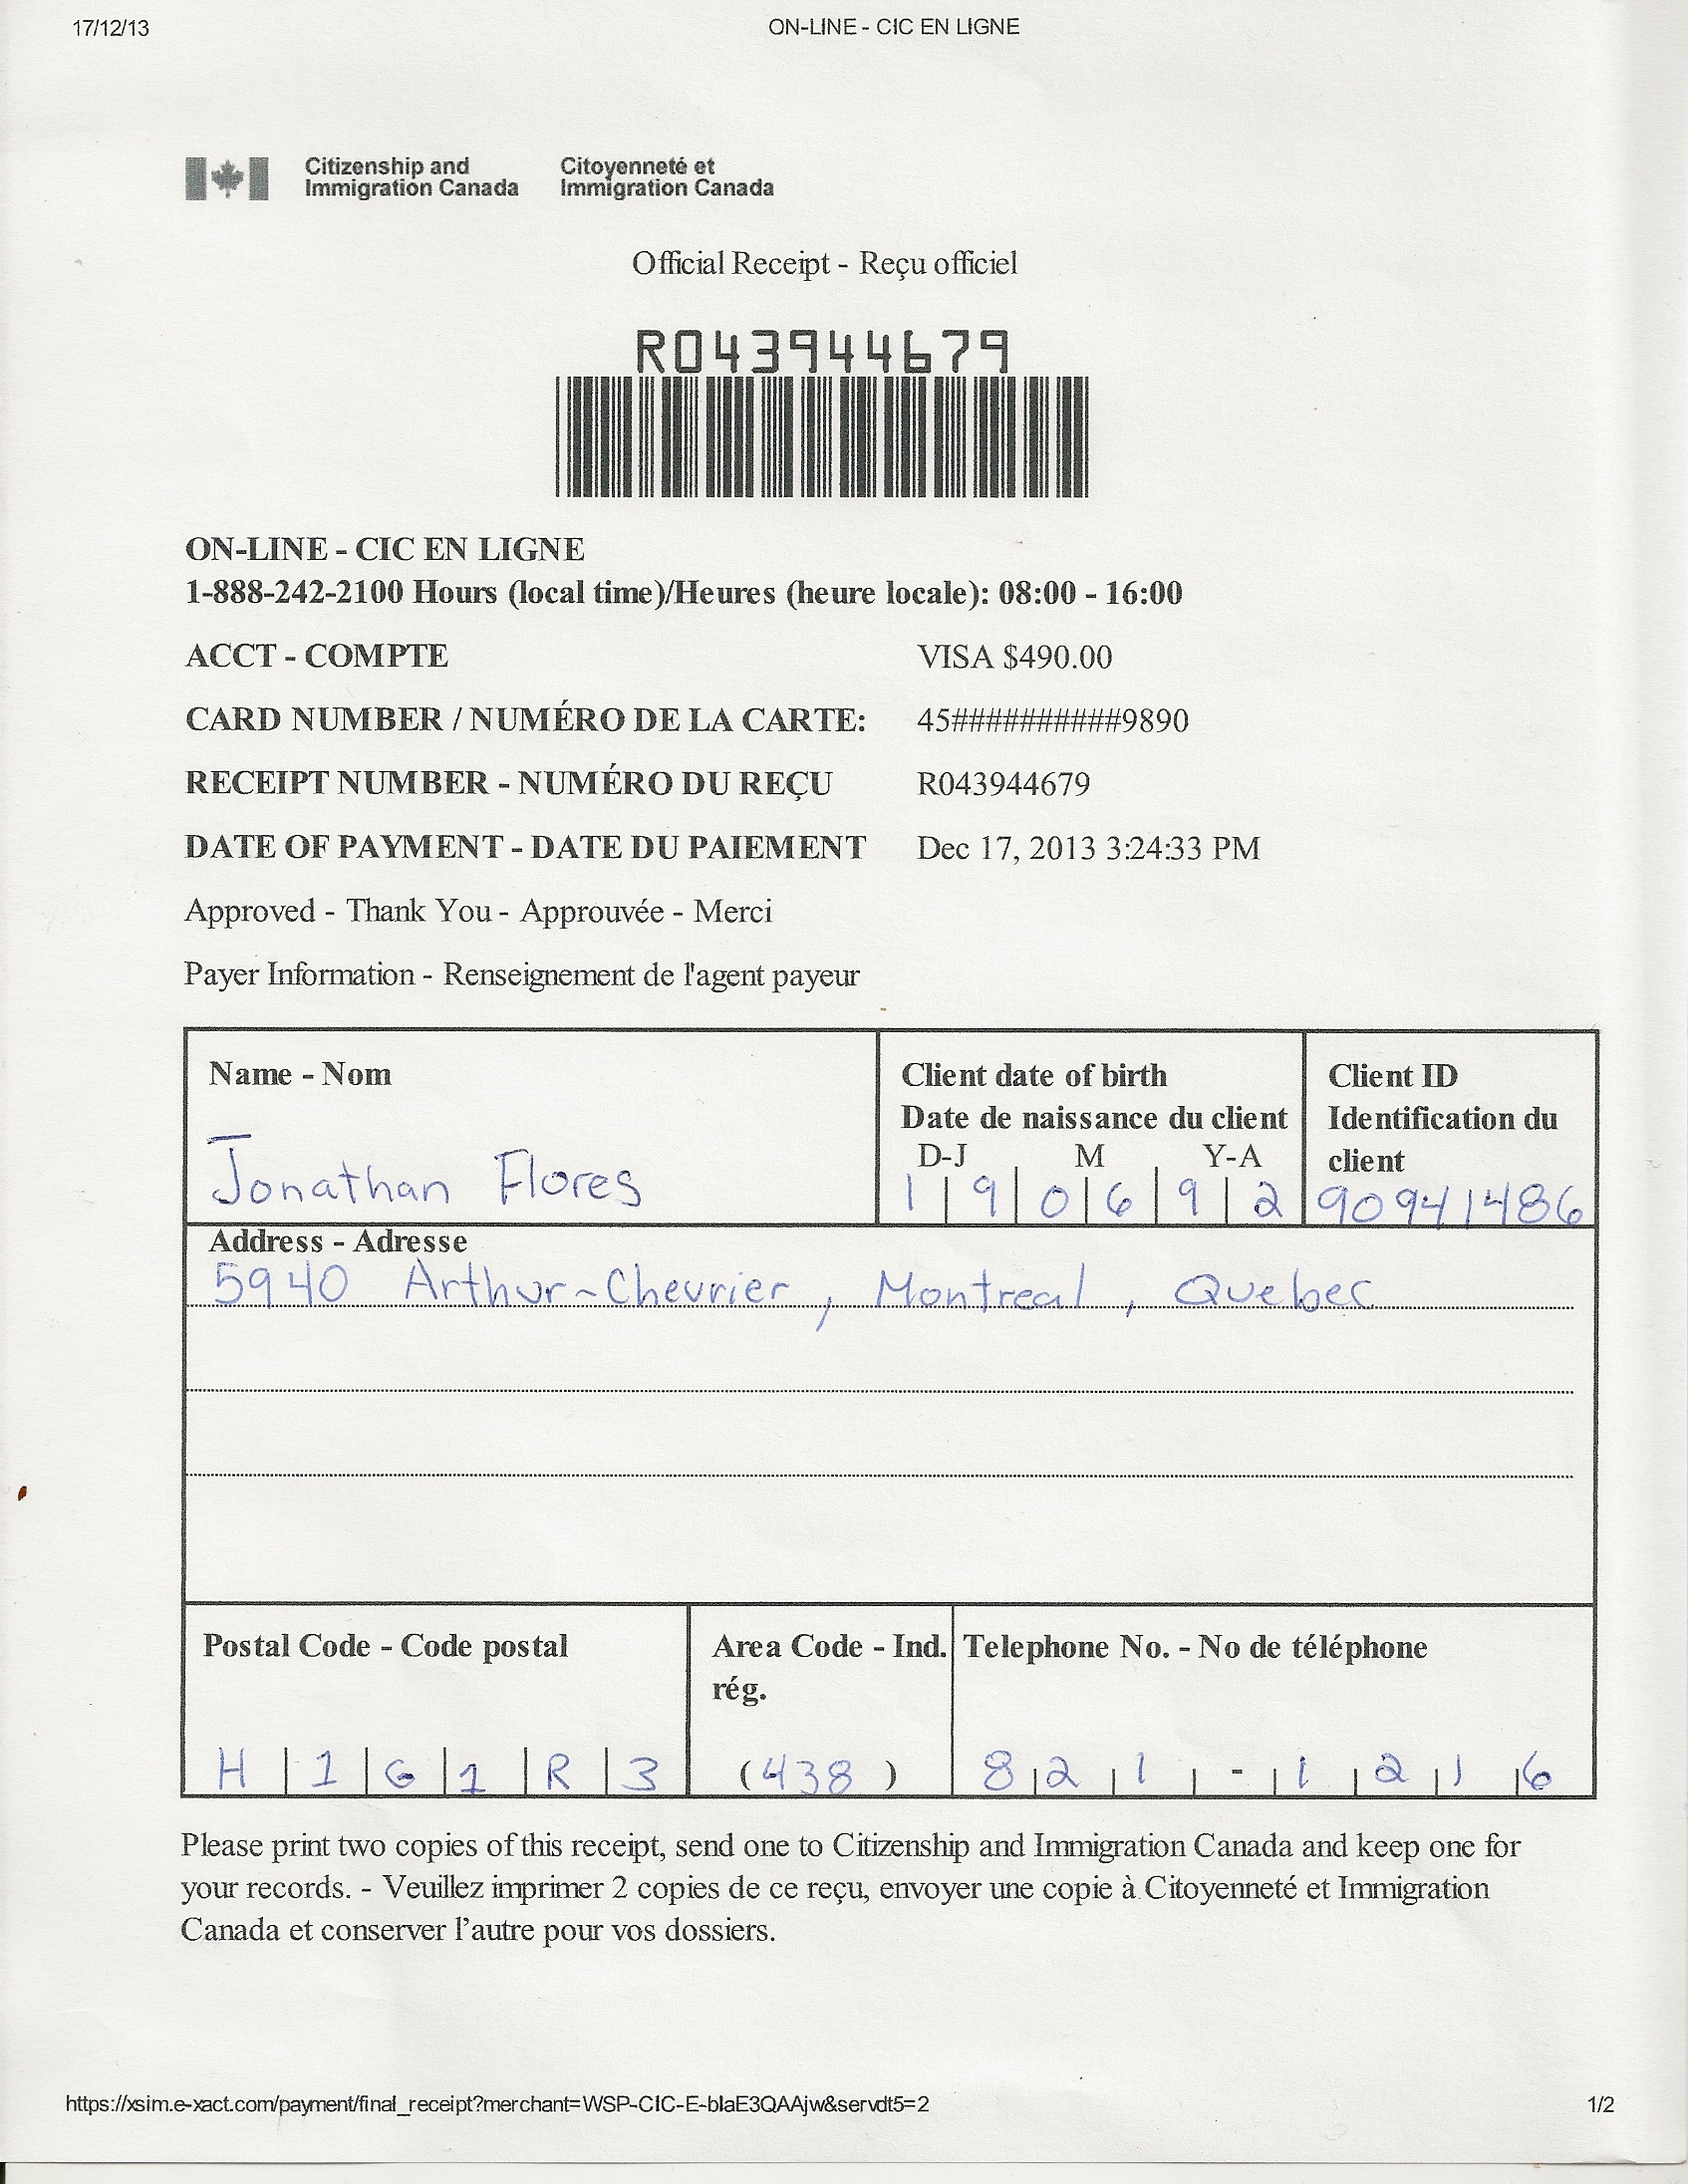 17/12/13 ON-LINE - CIC EN LIGNE
Citizenship and Immigration Canada
Citoyenneté et Immigration Canada
Official Receipt - Reçu officiel
R043944679
ON-LINE - CIC EN LIGNE
1-888-242-2100 Hours (local time)/Heures (heure locale): 08:00 - 16:00
ACCT - COMPTE VISA $490.00
CARD NUMBER / NUMÉRO DE LA CARTE: 45##########9890
RECEIPT NUMBER - NUMÉRO DU REÇU R043944679
DATE OF PAYMENT - DATE DU PAIEMENT Dec 17, 2013 3:24:33 PM
Approved - Thank You - Approuvée - Merci
Payer Information - Renseignement de l'agent payeur
Name - Nom
Jonathan Flores
Client date of birth
Date de naissance du client
D-J M Y-A
1 9 0 6 9 2
Client ID
Identification du
client
90941486
Address - Adresse
5940 Arthur-Chevrier, Montreal, Quebec
Postal Code - Code postal
H 1 G 1 R 3
Area Code - Ind.
rég.
(438)
Telephone No. - No de téléphone
8 2 1 - 1 2 1 6
Please print two copies of this receipt, send one to Citizenship and Immigration Canada and keep one for
your records. - Veuillez imprimer 2 copies de ce reçu, envoyer une copie à Citoyenneté et Immigration
Canada et conserver l'autre pour vos dossiers.
https://xsim.e-xact.com/payment/final_receipt?merchant=WSP-CIC-E-blaE3QAAjw&servdt5=2 1/2